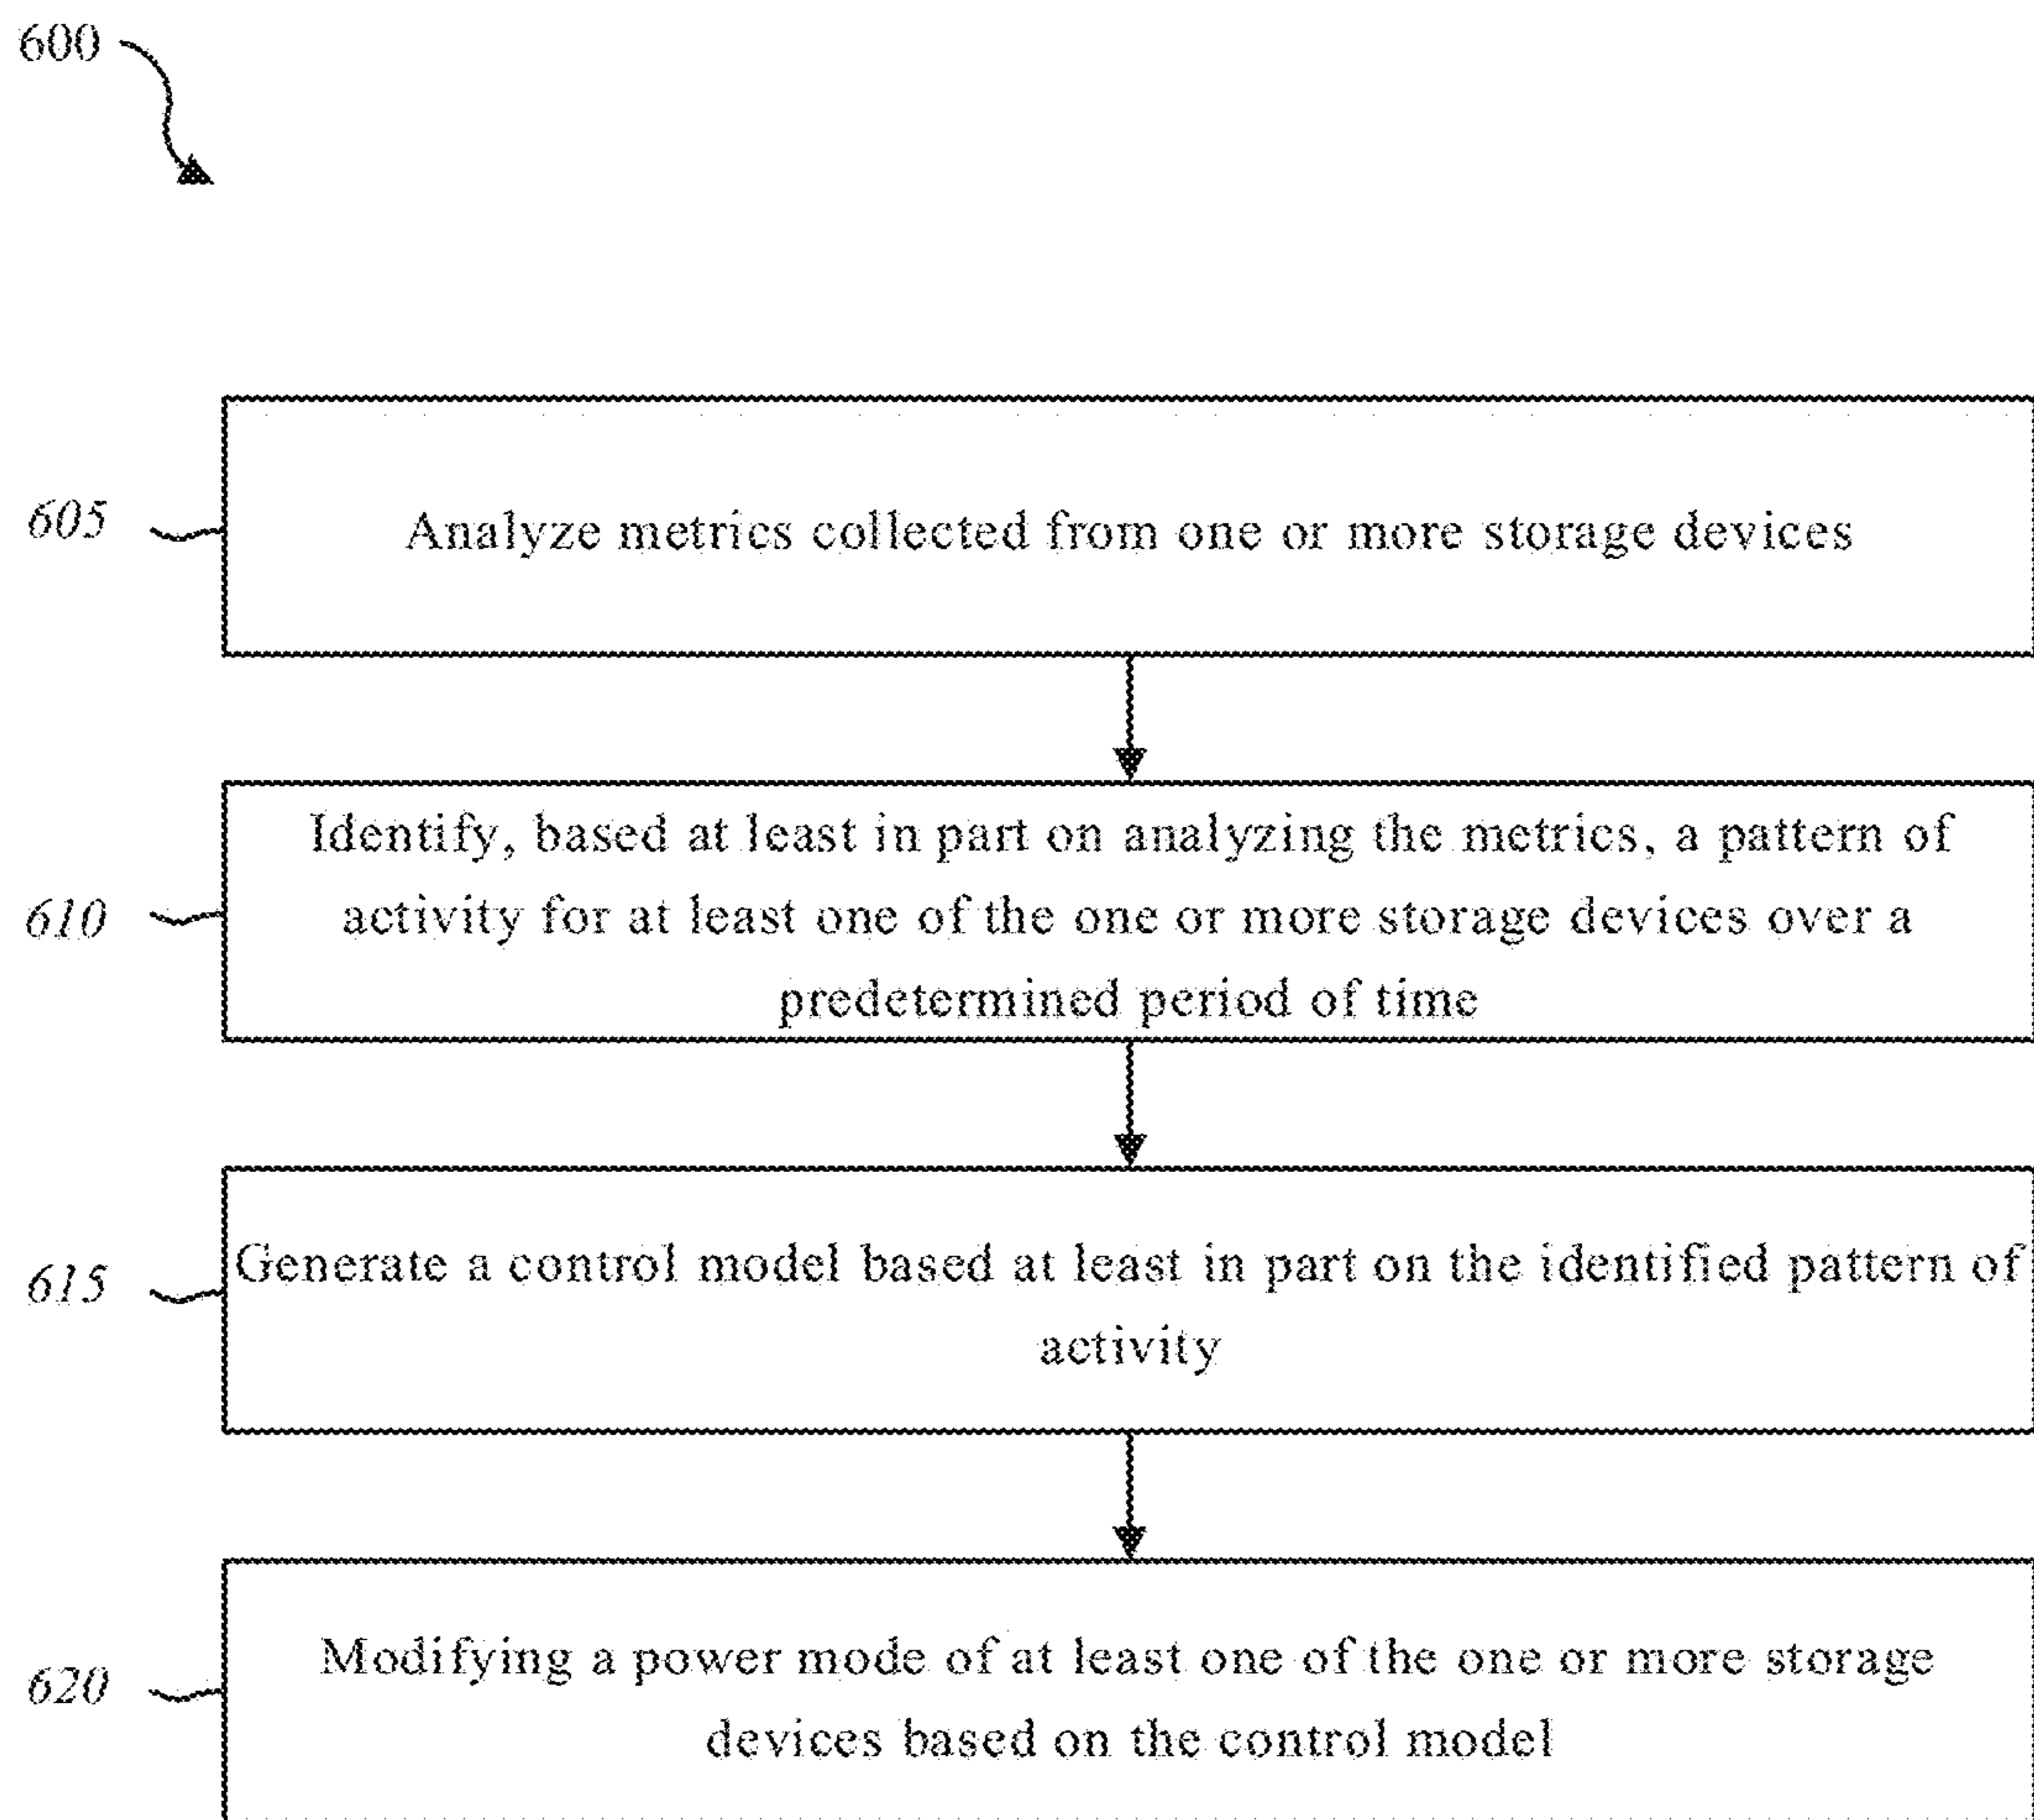 600
605
Analyze metrics collected from one or more storage devices
Identify, based at least in part on analyzing the metrics, a pattern of
610
activity for at least one of the one or more storage devices over a
predetermined period of time
615
Generate a control model based at least in part on the identified pattern of
activity
620
Modifying a power mode of at least one of the one or more storage
devices based on the control model